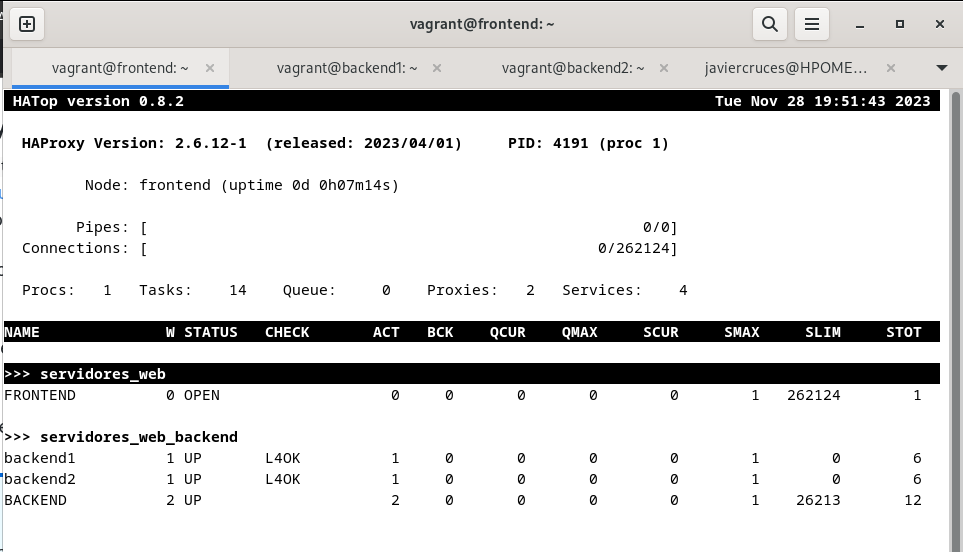 vagrant@frontend: ~
vagrant@frontend: ~ vagrant@backend1: ~ vagrant@backend2: ~ javiercruces@HPOME...
HATop version 0.8.2 Tue Nov 28 19:51:43 2023
HAProxy Version: 2.6.12-1 (released: 2023/04/01) PID: 4191 (proc 1)
Node: frontend (uptime 0d 0h07m14s)
Pipes: [ 0/0]
Connections: [ 0/262124]
Procs: 1 Tasks: 14 Queue: 0 Proxies: 2 Services: 4
NAME W STATUS CHECK ACT BCK QCUR QMAX SCUR SMAX SLIM STOT
>>> servidores_web
FRONTEND 0 OPEN 0 0 0 0 0 1 262124 1
>>> servidores_web_backend
backend1 1 UP L4OK 1 0 0 0 0 1 0 6
backend2 1 UP L4OK 1 0 0 0 0 1 0 6
BACKEND 2 UP 2 0 0 0 0 1 26213 12